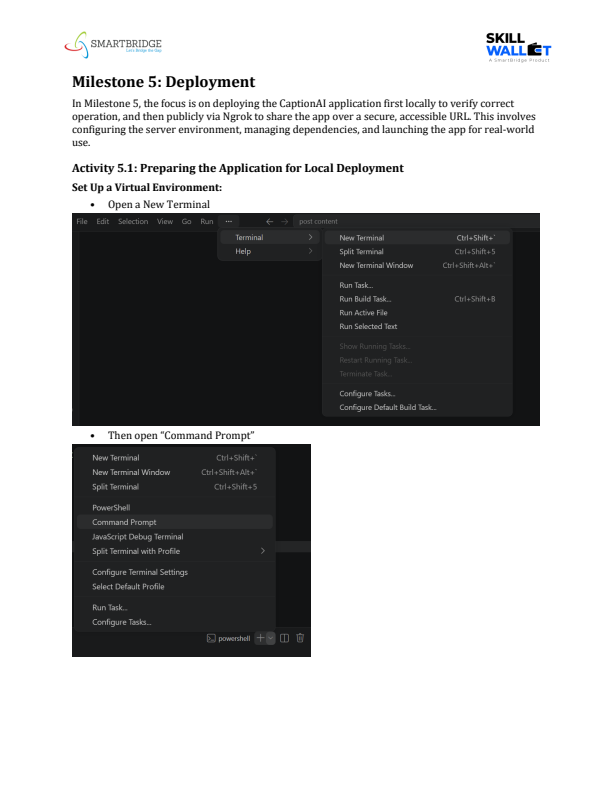 SMARTBRIDGE
Let's Bridge the Gap
SKILL
WALLET
A SmartBridge Product
Milestone 5: Deployment
In Milestone 5, the focus is on deploying the CaptionAI application first locally to verify correct
operation, and then publicly via Ngrok to share the app over a secure, accessible URL. This involves
configuring the server environment, managing dependencies, and launching the app for real-world
use.
Activity 5.1: Preparing the Application for Local Deployment
Set Up a Virtual Environment:
• Open a New Terminal
File Edit Selection View Go Run ··· ← → post content
Terminal >
Help >
New Terminal Ctrl+Shift+`
Split Terminal Ctrl+Shift+5
New Terminal Window Ctrl+Shift+Alt+`
Run Task...
Run Build Task... Ctrl+Shift+B
Run Active File
Run Selected Text
Show Running Tasks...
Restart Running Task...
Terminate Task...
Configure Tasks...
Configure Default Build Task...
• Then open “Command Prompt”
New Terminal Ctrl+Shift+`
New Terminal Window Ctrl+Shift+Alt+`
Split Terminal Ctrl+Shift+5
PowerShell
Command Prompt
JavaScript Debug Terminal
Split Terminal with Profile >
Configure Terminal Settings
Select Default Profile
Run Task...
Configure Tasks...
powershell